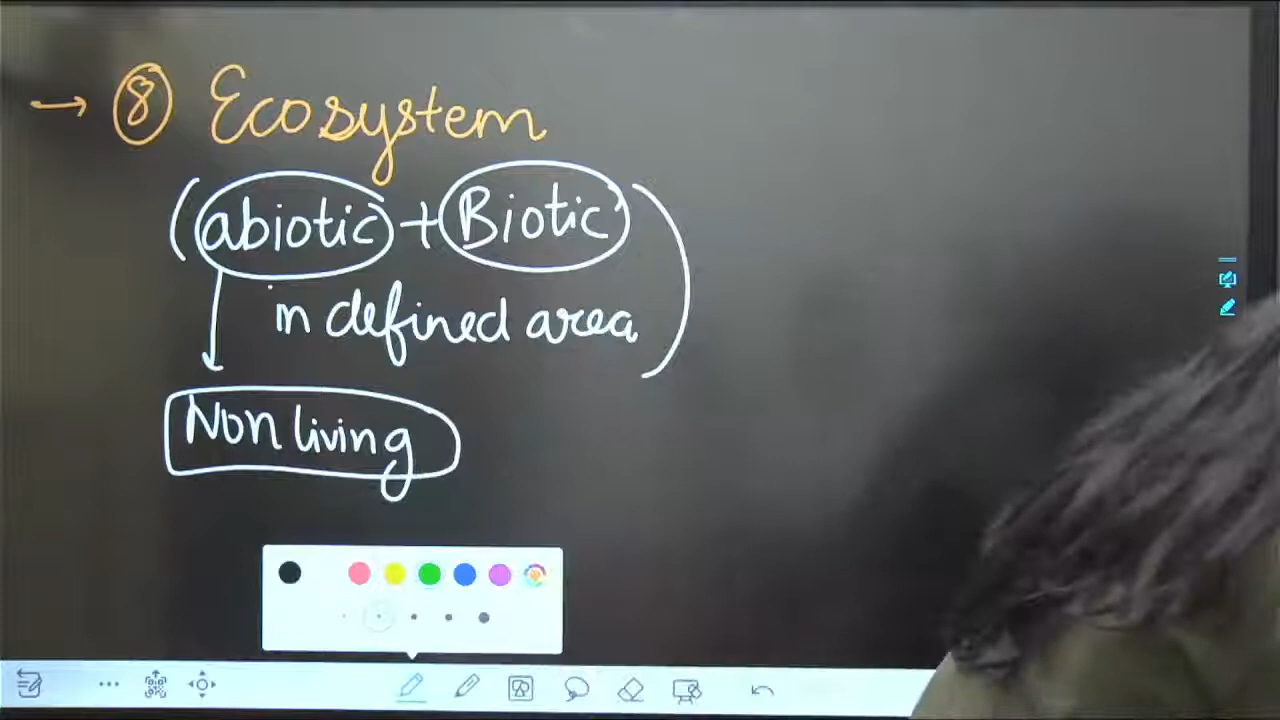 → ⑧ Ecosystem
(abiotic + Biotic
in defined area)
Non living